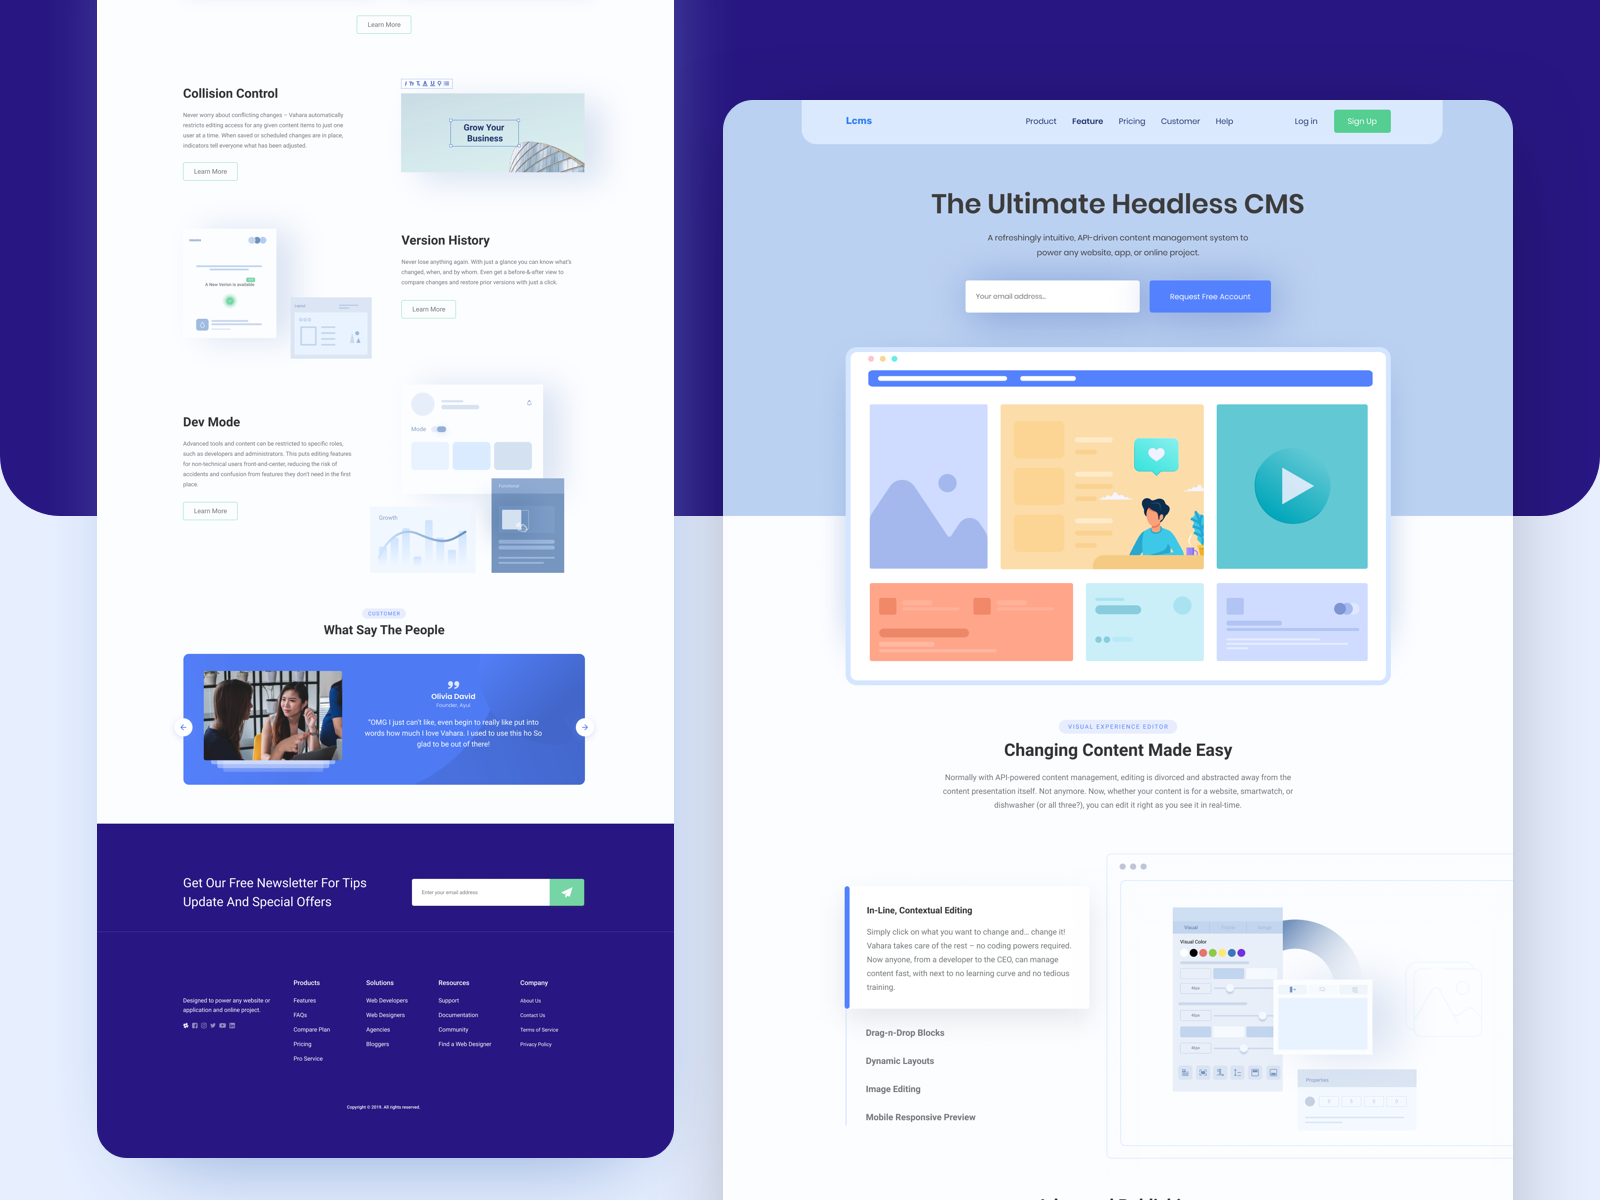 Learn More
Collision Control
Never worry about conflicting changes – Vahara automatically
restricts editing access for any given content items to just one
user at a time. When saved or scheduled changes are in place,
indicators tell everyone what has been adjusted.
Learn More
Grow Your
Business
A New Verion is available
Layout
Version History
Never lose anything again. With just a glance you can know what's
changed, when, and by whom. Even get a before-&-after view to
compare changes and restore prior versions with just a click.
Learn More
Dev Mode
Advanced tools and content can be restricted to specific roles,
such as developers and administrators. This puts editing features
for non-technical users front-and-center, reducing the risk of
accidents and confusion from features they don't need in the first
place.
Learn More
Mode
Functional
Growth
CUSTOMER
What Say The People
Olivia David
Founder, Ayui
"OMG I just can't like, even begin to really like put into
words how much I love Vahara. I used to use this ho So
glad to be out of there!
Get Our Free Newsletter For Tips
Update And Special Offers
Enter your email address
Designed to power any website or
application and online project.
Products
Features
FAQs
Compare Plan
Pricing
Pro Service
Solutions
Web Developers
Web Designers
Agencies
Bloggers
Resources
Support
Documentation
Community
Find a Web Designer
Company
About Us
Contact Us
Terms of Service
Privacy Policy
Copyright © 2019. All rights reserved.
Lcms
Product Feature Pricing Customer Help
Log in
Sign Up
The Ultimate Headless CMS
A refreshingly intuitive, API-driven content management system to
power any website, app, or online project.
Your email address...
Request Free Account
VISUAL EXPERIENCE EDITOR
Changing Content Made Easy
Normally with API-powered content management, editing is divorced and abstracted away from the
content presentation itself. Not anymore. Now, whether your content is for a website, smartwatch, or
dishwasher (or all three?), you can edit it right as you see it in real-time.
In-Line, Contextual Editing
Simply click on what you want to change and... change it!
Vahara takes care of the rest – no coding powers required.
Now anyone, from a developer to the CEO, can manage
content fast, with next to no learning curve and no tedious
training.
Drag-n-Drop Blocks
Dynamic Layouts
Image Editing
Mobile Responsive Preview
Visual
Visual Color
Properties